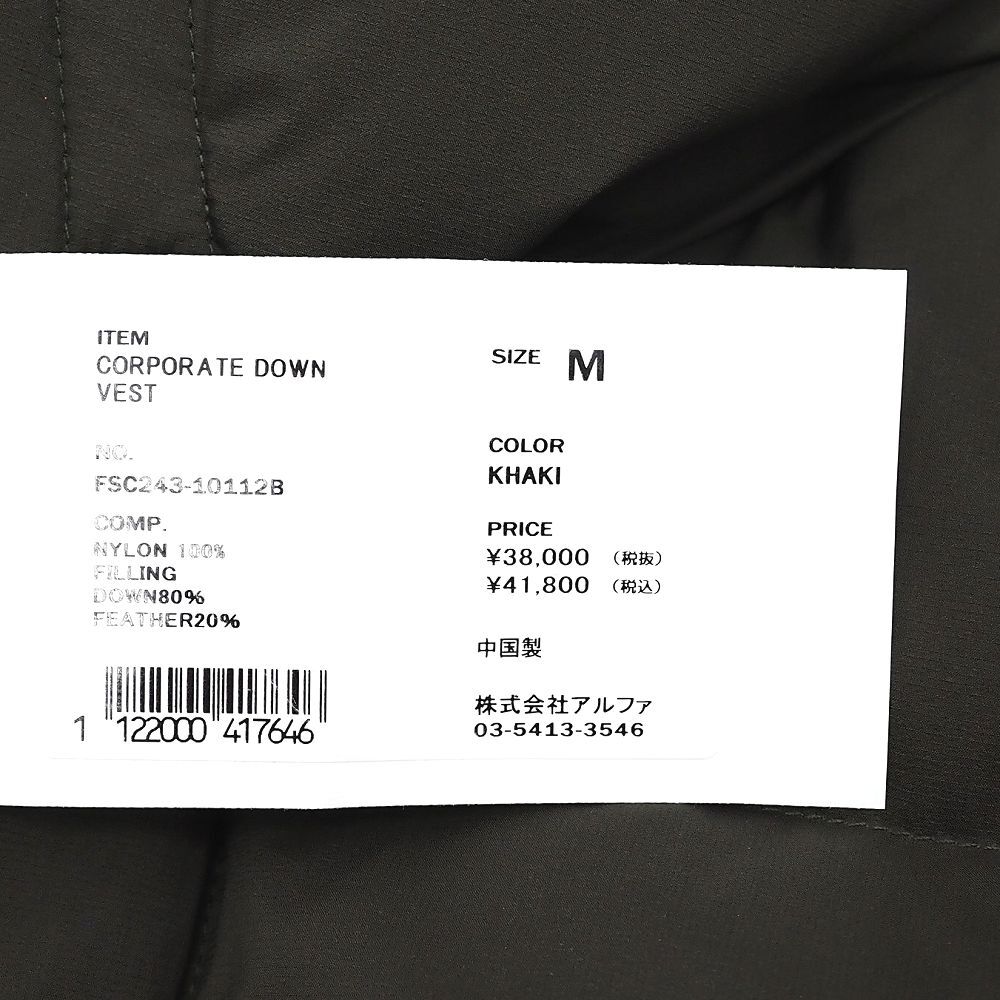 ITEM
CORPORATE DOWN
VEST
NO.
FSC243-10112B
COMP.
NYLON 100%
FILLING
DOWN80%
FEATHER20%
1 122000 417646
SIZE M
COLOR
KHAKI
PRICE
¥38,000 (税抜)
¥41,800 (税込)
中国製
株式会社アルファ
03-5413-3546